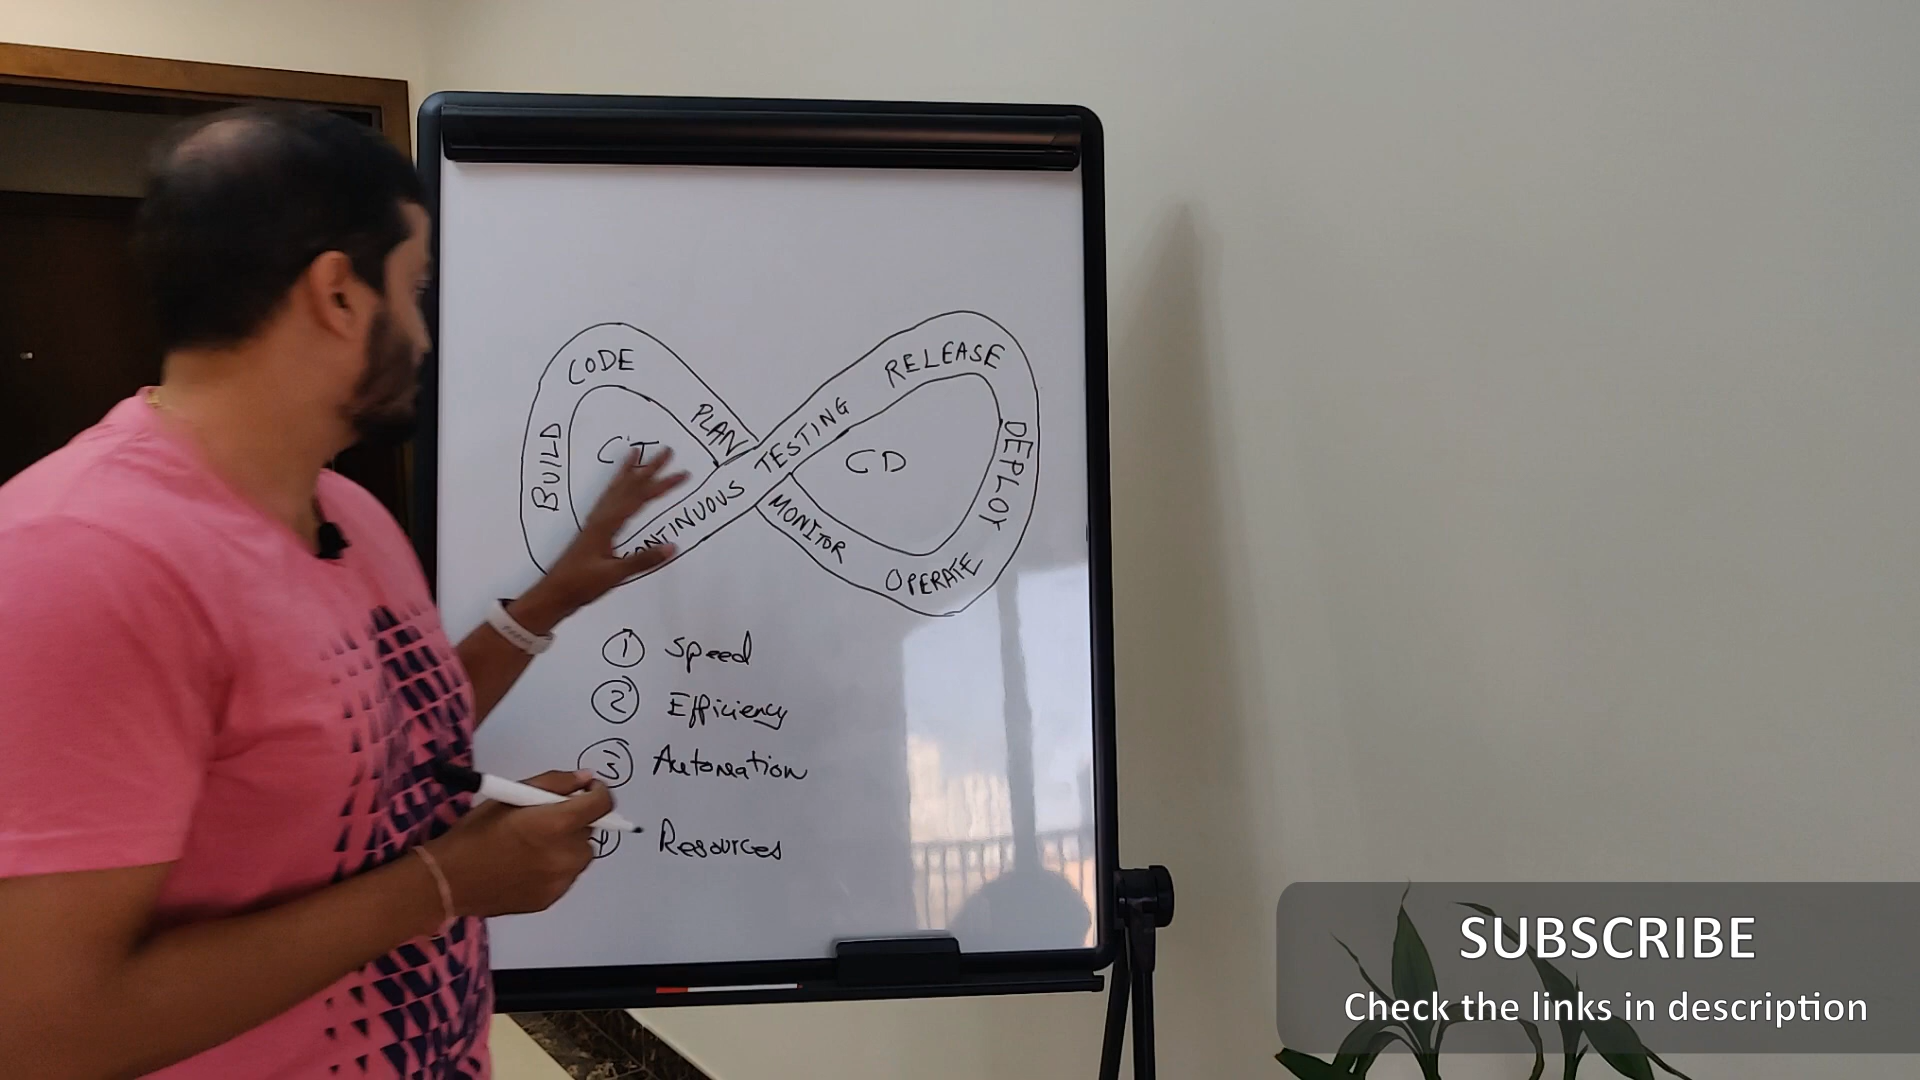 CODE
PLAN
BUILD
CI
CONTINUOUS TESTING
RELEASE
DEPLOY
OPERATE
MONITOR
CD
1 Speed
2 Efficiency
3 Automation
4 Resources
SUBSCRIBE
Check the links in description